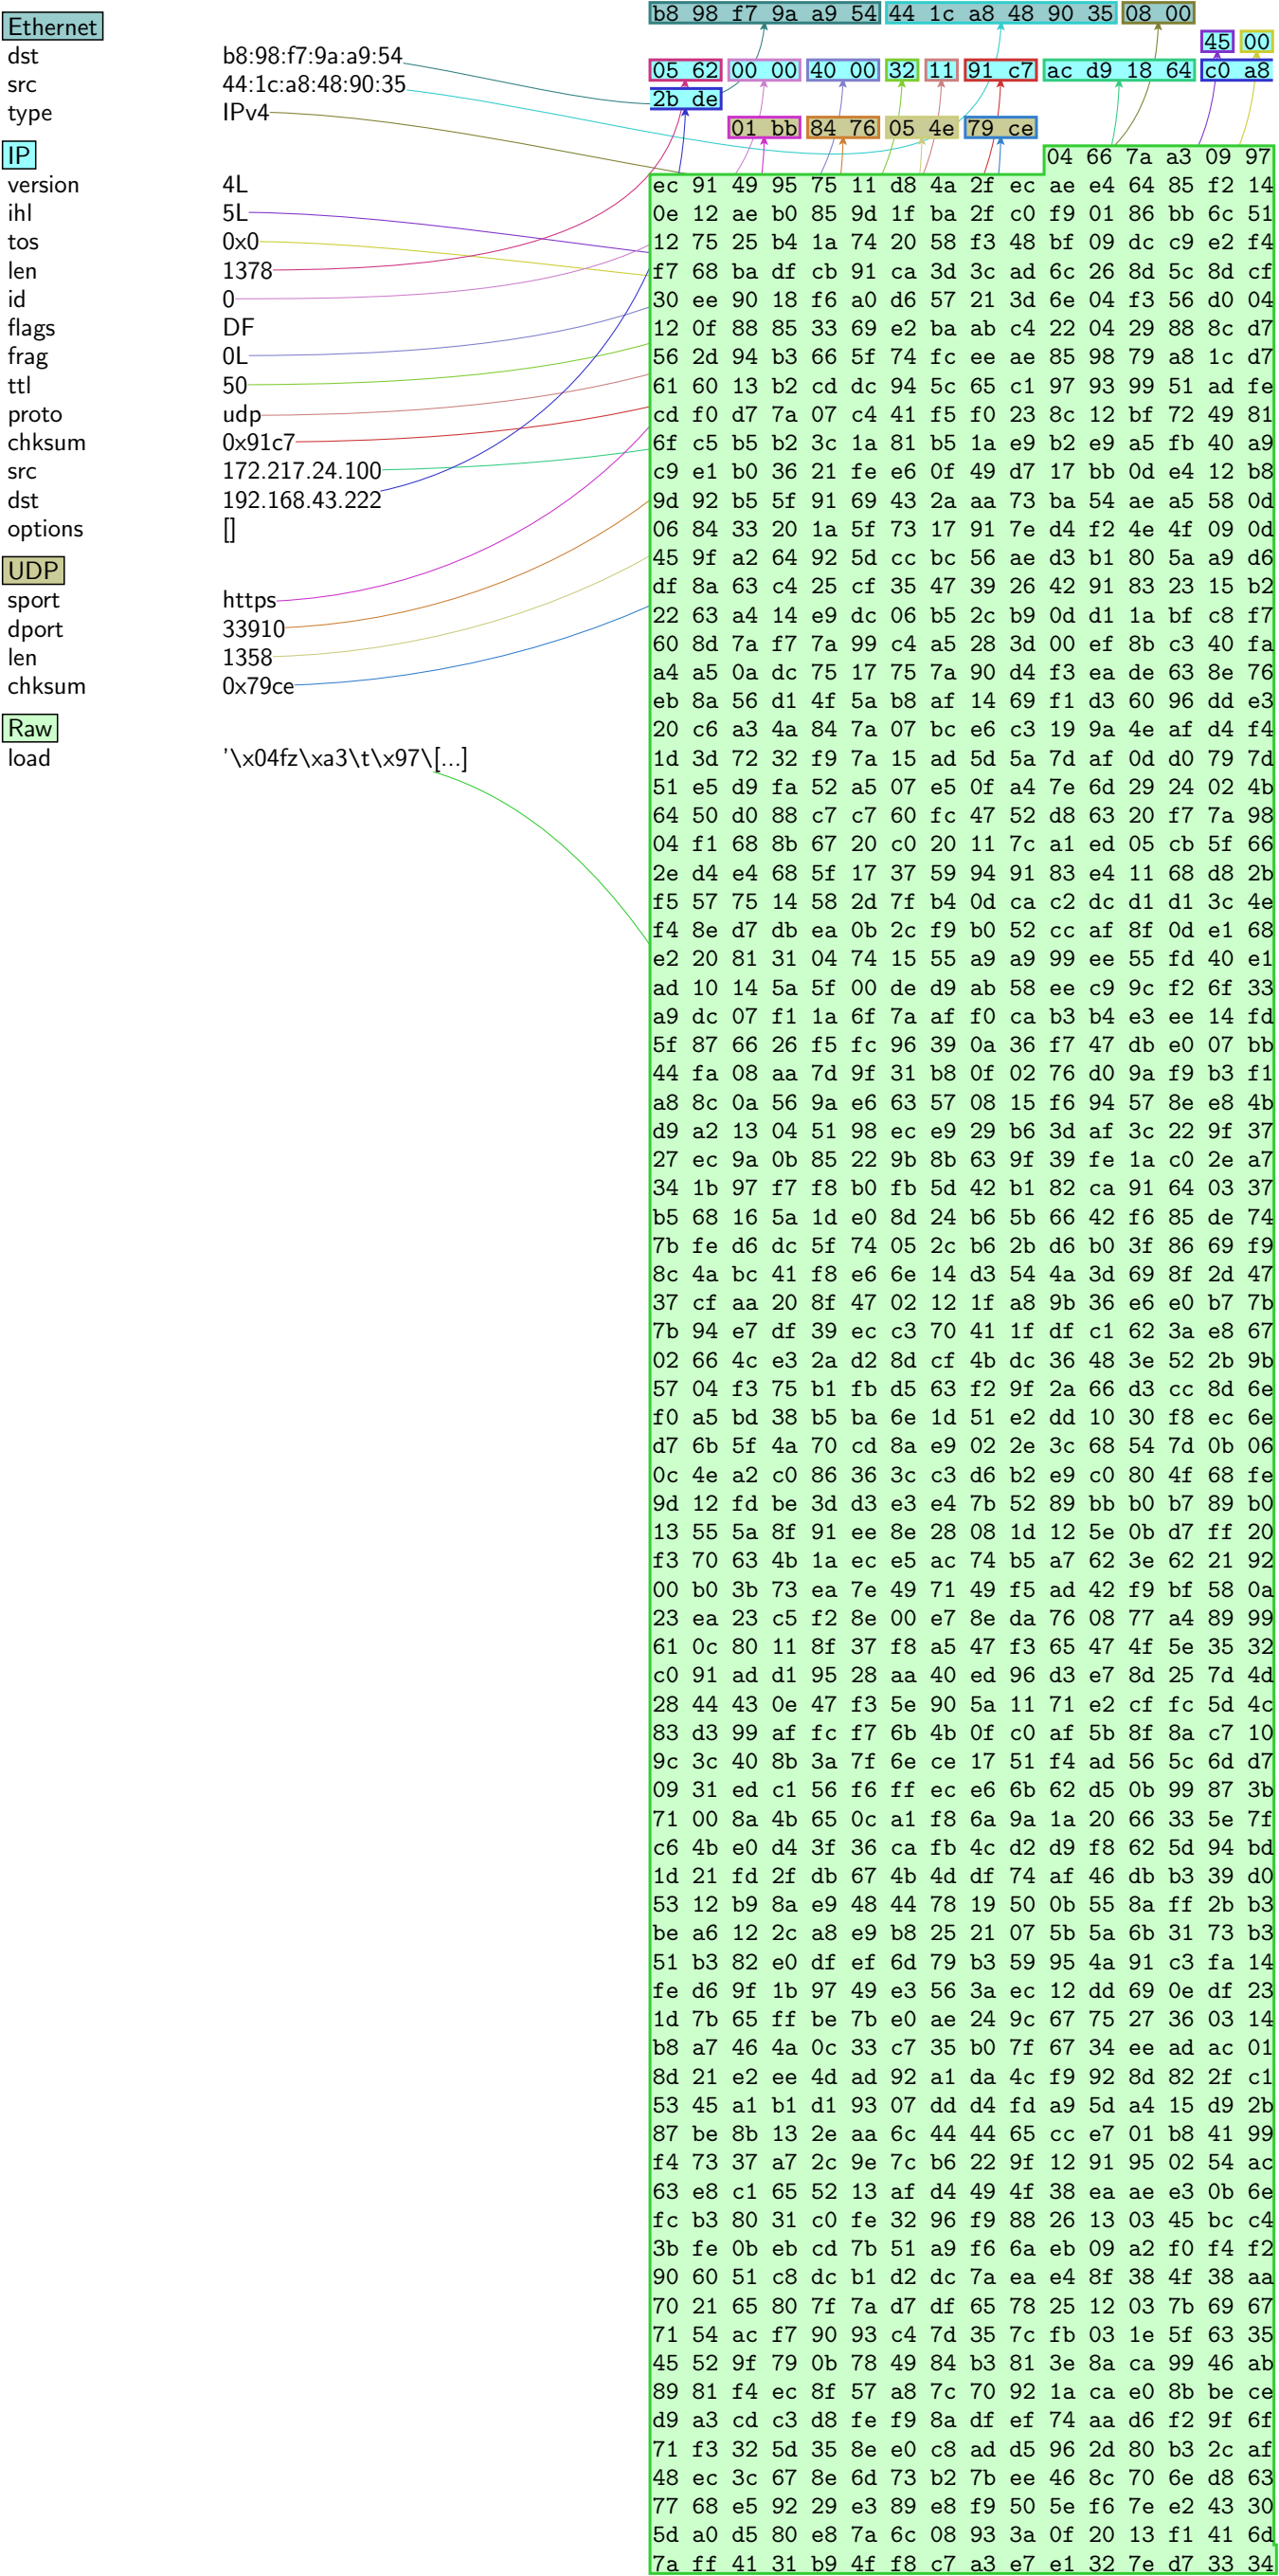 Ethernet
dst b8:98:f7:9a:a9:54
src 44:1c:a8:48:90:35
type IPv4
IP
version 4L
ihl 5L
tos 0x0
len 1378
id 0
flags DF
frag 0L
ttl 50
proto udp
chksum 0x91c7
src 172.217.24.100
dst 192.168.43.222
options []
UDP
sport https
dport 33910
len 1358
chksum 0x79ce
Raw
load '\x04fz\xa3\t\x97\[...]
b8 98 f7 9a a9 54 44 1c a8 48 90 35 08 00
45 00
05 62 00 00 40 00 32 11 91 c7 ac d9 18 64 c0 a8
2b de
01 bb 84 76 05 4e 79 ce
04 66 7a a3 09 97
ec 91 49 95 75 11 d8 4a 2f ec ae e4 64 85 f2 14
0e 12 ae b0 85 9d 1f ba 2f c0 f9 01 86 bb 6c 51
12 75 25 b4 1a 74 20 58 f3 48 bf 09 dc c9 e2 f4
f7 68 ba df cb 91 ca 3d 3c ad 6c 26 8d 5c 8d cf
30 ee 90 18 f6 a0 d6 57 21 3d 6e 04 f3 56 d0 04
12 0f 88 85 33 69 e2 ba ab c4 22 04 29 88 8c d7
56 2d 94 b3 66 5f 74 fc ee ae 85 98 79 a8 1c d7
61 60 13 b2 cd dc 94 5c 65 c1 97 93 99 51 ad fe
cd f0 d7 7a 07 c4 41 f5 f0 23 8c 12 bf 72 49 81
6f c5 b5 b2 3c 1a 81 b5 1a e9 b2 e9 a5 fb 40 a9
c9 e1 b0 36 21 fe e6 0f 49 d7 17 bb 0d e4 12 b8
9d 92 b5 5f 91 69 43 2a aa 73 ba 54 ae a5 58 0d
06 84 33 20 1a 5f 73 17 91 7e d4 f2 4e 4f 09 0d
45 9f a2 64 92 5d cc bc 56 ae d3 b1 80 5a a9 d6
df 8a 63 c4 25 cf 35 47 39 26 42 91 83 23 15 b2
22 63 a4 14 e9 dc 06 b5 2c b9 0d d1 1a bf c8 f7
60 8d 7a f7 7a 99 c4 a5 28 3d 00 ef 8b c3 40 fa
a4 a5 0a dc 75 17 75 7a 90 d4 f3 ea de 63 8e 76
eb 8a 56 d1 4f 5a b8 af 14 69 f1 d3 60 96 dd e3
20 c6 a3 4a 84 7a 07 bc e6 c3 19 9a 4e af d4 f4
1d 3d 72 32 f9 7a 15 ad 5d 5a 7d af 0d d0 79 7d
51 e5 d9 fa 52 a5 07 e5 0f a4 7e 6d 29 24 02 4b
64 50 d0 88 c7 c7 60 fc 47 52 d8 63 20 f7 7a 98
04 f1 68 8b 67 20 c0 20 11 7c a1 ed 05 cb 5f 66
2e d4 e4 68 5f 17 37 59 94 91 83 e4 11 68 d8 2b
f5 57 75 14 58 2d 7f b4 0d ca c2 dc d1 d1 3c 4e
f4 8e d7 db ea 0b 2c f9 b0 52 cc af 8f 0d e1 68
e2 20 81 31 04 74 15 55 a9 a9 99 ee 55 fd 40 e1
ad 10 14 5a 5f 00 de d9 ab 58 ee c9 9c f2 6f 33
a9 dc 07 f1 1a 6f 7a af f0 ca b3 b4 e3 ee 14 fd
5f 87 66 26 f5 fc 96 39 0a 36 f7 47 db e0 07 bb
44 fa 08 aa 7d 9f 31 b8 0f 02 76 d0 9a f9 b3 f1
a8 8c 0a 56 9a e6 63 57 08 15 f6 94 57 8e e8 4b
d9 a2 13 04 51 98 ec e9 29 b6 3d af 3c 22 9f 37
27 ec 9a 0b 85 22 9b 8b 63 9f 39 fe 1a c0 2e a7
34 1b 97 f7 f8 b0 fb 5d 42 b1 82 ca 91 64 03 37
b5 68 16 5a 1d e0 8d 24 b6 5b 66 42 f6 85 de 74
7b fe d6 dc 5f 74 05 2c b6 2b d6 b0 3f 86 69 f9
8c 4a bc 41 f8 e6 6e 14 d3 54 4a 3d 69 8f 2d 47
37 cf aa 20 8f 47 02 12 1f a8 9b 36 e6 e0 b7 7b
7b 94 e7 df 39 ec c3 70 41 1f df c1 62 3a e8 67
02 66 4c e3 2a d2 8d cf 4b dc 36 48 3e 52 2b 9b
57 04 f3 75 b1 fb d5 63 f2 9f 2a 66 d3 cc 8d 6e
f0 a5 bd 38 b5 ba 6e 1d 51 e2 dd 10 30 f8 ec 6e
d7 6b 5f 4a 70 cd 8a e9 02 2e 3c 68 54 7d 0b 06
0c 4e a2 c0 86 36 3c c3 d6 b2 e9 c0 80 4f 68 fe
9d 12 fd be 3d d3 e3 e4 7b 52 89 bb b0 b7 89 b0
13 55 5a 8f 91 ee 8e 28 08 1d 12 5e 0b d7 ff 20
f3 70 63 4b 1a ec e5 ac 74 b5 a7 62 3e 62 21 92
00 b0 3b 73 ea 7e 49 71 49 f5 ad 42 f9 bf 58 0a
23 ea 23 c5 f2 8e 00 e7 8e da 76 08 77 a4 89 99
61 0c 80 11 8f 37 f8 a5 47 f3 65 47 4f 5e 35 32
c0 91 ad d1 95 28 aa 40 ed 96 d3 e7 8d 25 7d 4d
28 44 43 0e 47 f3 5e 90 5a 11 71 e2 cf fc 5d 4c
83 d3 99 af fc f7 6b 4b 0f c0 af 5b 8f 8a c7 10
9c 3c 40 8b 3a 7f 6e ce 17 51 f4 ad 56 5c 6d d7
09 31 ed c1 56 f6 ff ec e6 6b 62 d5 0b 99 87 3b
71 00 8a 4b 65 0c a1 f8 6a 9a 1a 20 66 33 5e 7f
c6 4b e0 d4 3f 36 ca fb 4c d2 d9 f8 62 5d 94 bd
1d 21 fd 2f db 67 4b 4d df 74 af 46 db b3 39 d0
53 12 b9 8a e9 48 44 78 19 50 0b 55 8a ff 2b b3
be a6 12 2c a8 e9 b8 25 21 07 5b 5a 6b 31 73 b3
51 b3 82 e0 df ef 6d 79 b3 59 95 4a 91 c3 fa 14
fe d6 9f 1b 97 49 e3 56 3a ec 12 dd 69 0e df 23
1d 7b 65 ff be 7b e0 ae 24 9c 67 75 27 36 03 14
b8 a7 46 4a 0c 33 c7 35 b0 7f 67 34 ee ad ac 01
8d 21 e2 ee 4d ad 92 a1 da 4c f9 92 8d 82 2f c1
53 45 a1 b1 d1 93 07 dd d4 fd a9 5d a4 15 d9 2b
87 be 8b 13 2e aa 6c 44 44 65 cc e7 01 b8 41 99
f4 73 37 a7 2c 9e 7c b6 22 9f 12 91 95 02 54 ac
63 e8 c1 65 52 13 af d4 49 4f 38 ea ae e3 0b 6e
fc b3 80 31 c0 fe 32 96 f9 88 26 13 03 45 bc c4
3b fe 0b eb cd 7b 51 a9 f6 6a eb 09 a2 f0 f4 f2
90 60 51 c8 dc b1 d2 dc 7a ea e4 8f 38 4f 38 aa
70 21 65 80 7f 7a d7 df 65 78 25 12 03 7b 69 67
71 54 ac f7 90 93 c4 7d 35 7c fb 03 1e 5f 63 35
45 52 9f 79 0b 78 49 84 b3 81 3e 8a ca 99 46 ab
89 81 f4 ec 8f 57 a8 7c 70 92 1a ca e0 8b be ce
d9 a3 cd c3 d8 fe f9 8a df ef 74 aa d6 f2 9f 6f
71 f3 32 5d 35 8e e0 c8 ad d5 96 2d 80 b3 2c af
48 ec 3c 67 8e 6d 73 b2 7b ee 46 8c 70 6e d8 63
77 68 e5 92 29 e3 89 e8 f9 50 5e f6 7e e2 43 30
5d a0 d5 80 e8 7a 6c 08 93 3a 0f 20 13 f1 41 6d
7a ff 41 31 b9 4f f8 c7 a3 e7 e1 32 7e d7 33 34